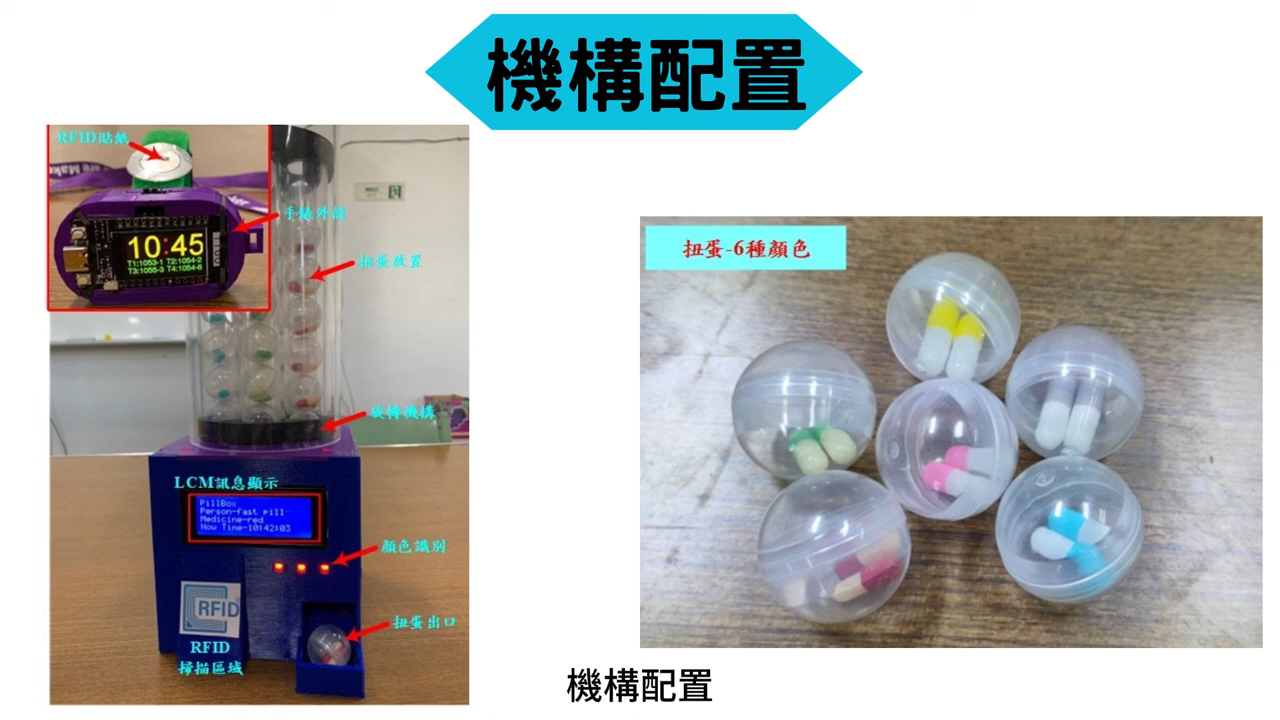 機構配置
RFID貼紙
手錶外殼
10:45
T1:1053-1 T2:1054-2
T3:1055-3 T4:1054-6
扭蛋放置
旋轉機構
LCM訊息顯示
PillBox
Person-fast pill
Medicine-red
Now Time-10:42:03
顏色識別
RFID
RFID
掃描區域
扭蛋出口
扭蛋-6種顏色
機構配置